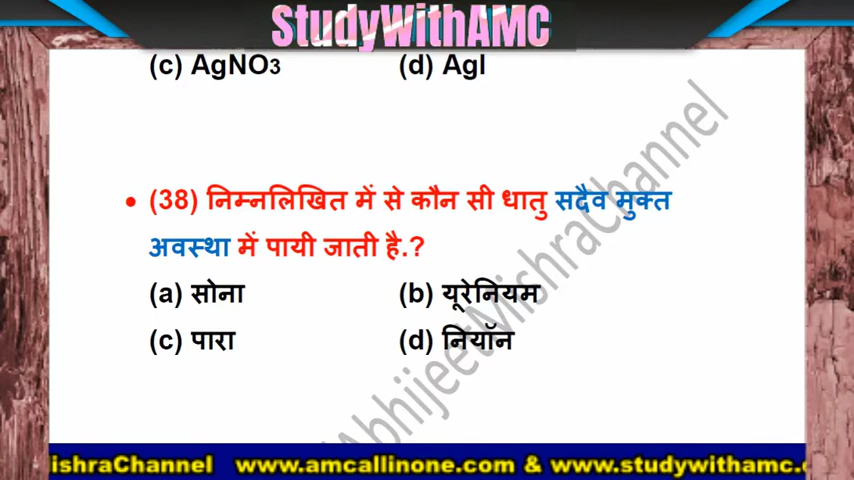 StudyWithAMC
(c) AgNO3 (d) AgI
• (38) निम्नलिखित में से कौन सी धातु सदैव मुक्त
अवस्था में पायी जाती है.?
(a) सोना (b) यूरेनियम
(c) पारा (d) नियॉन
AbhijeetMishraChannel
ishraChannel www.amcallinone.com & www.studywithamc.c